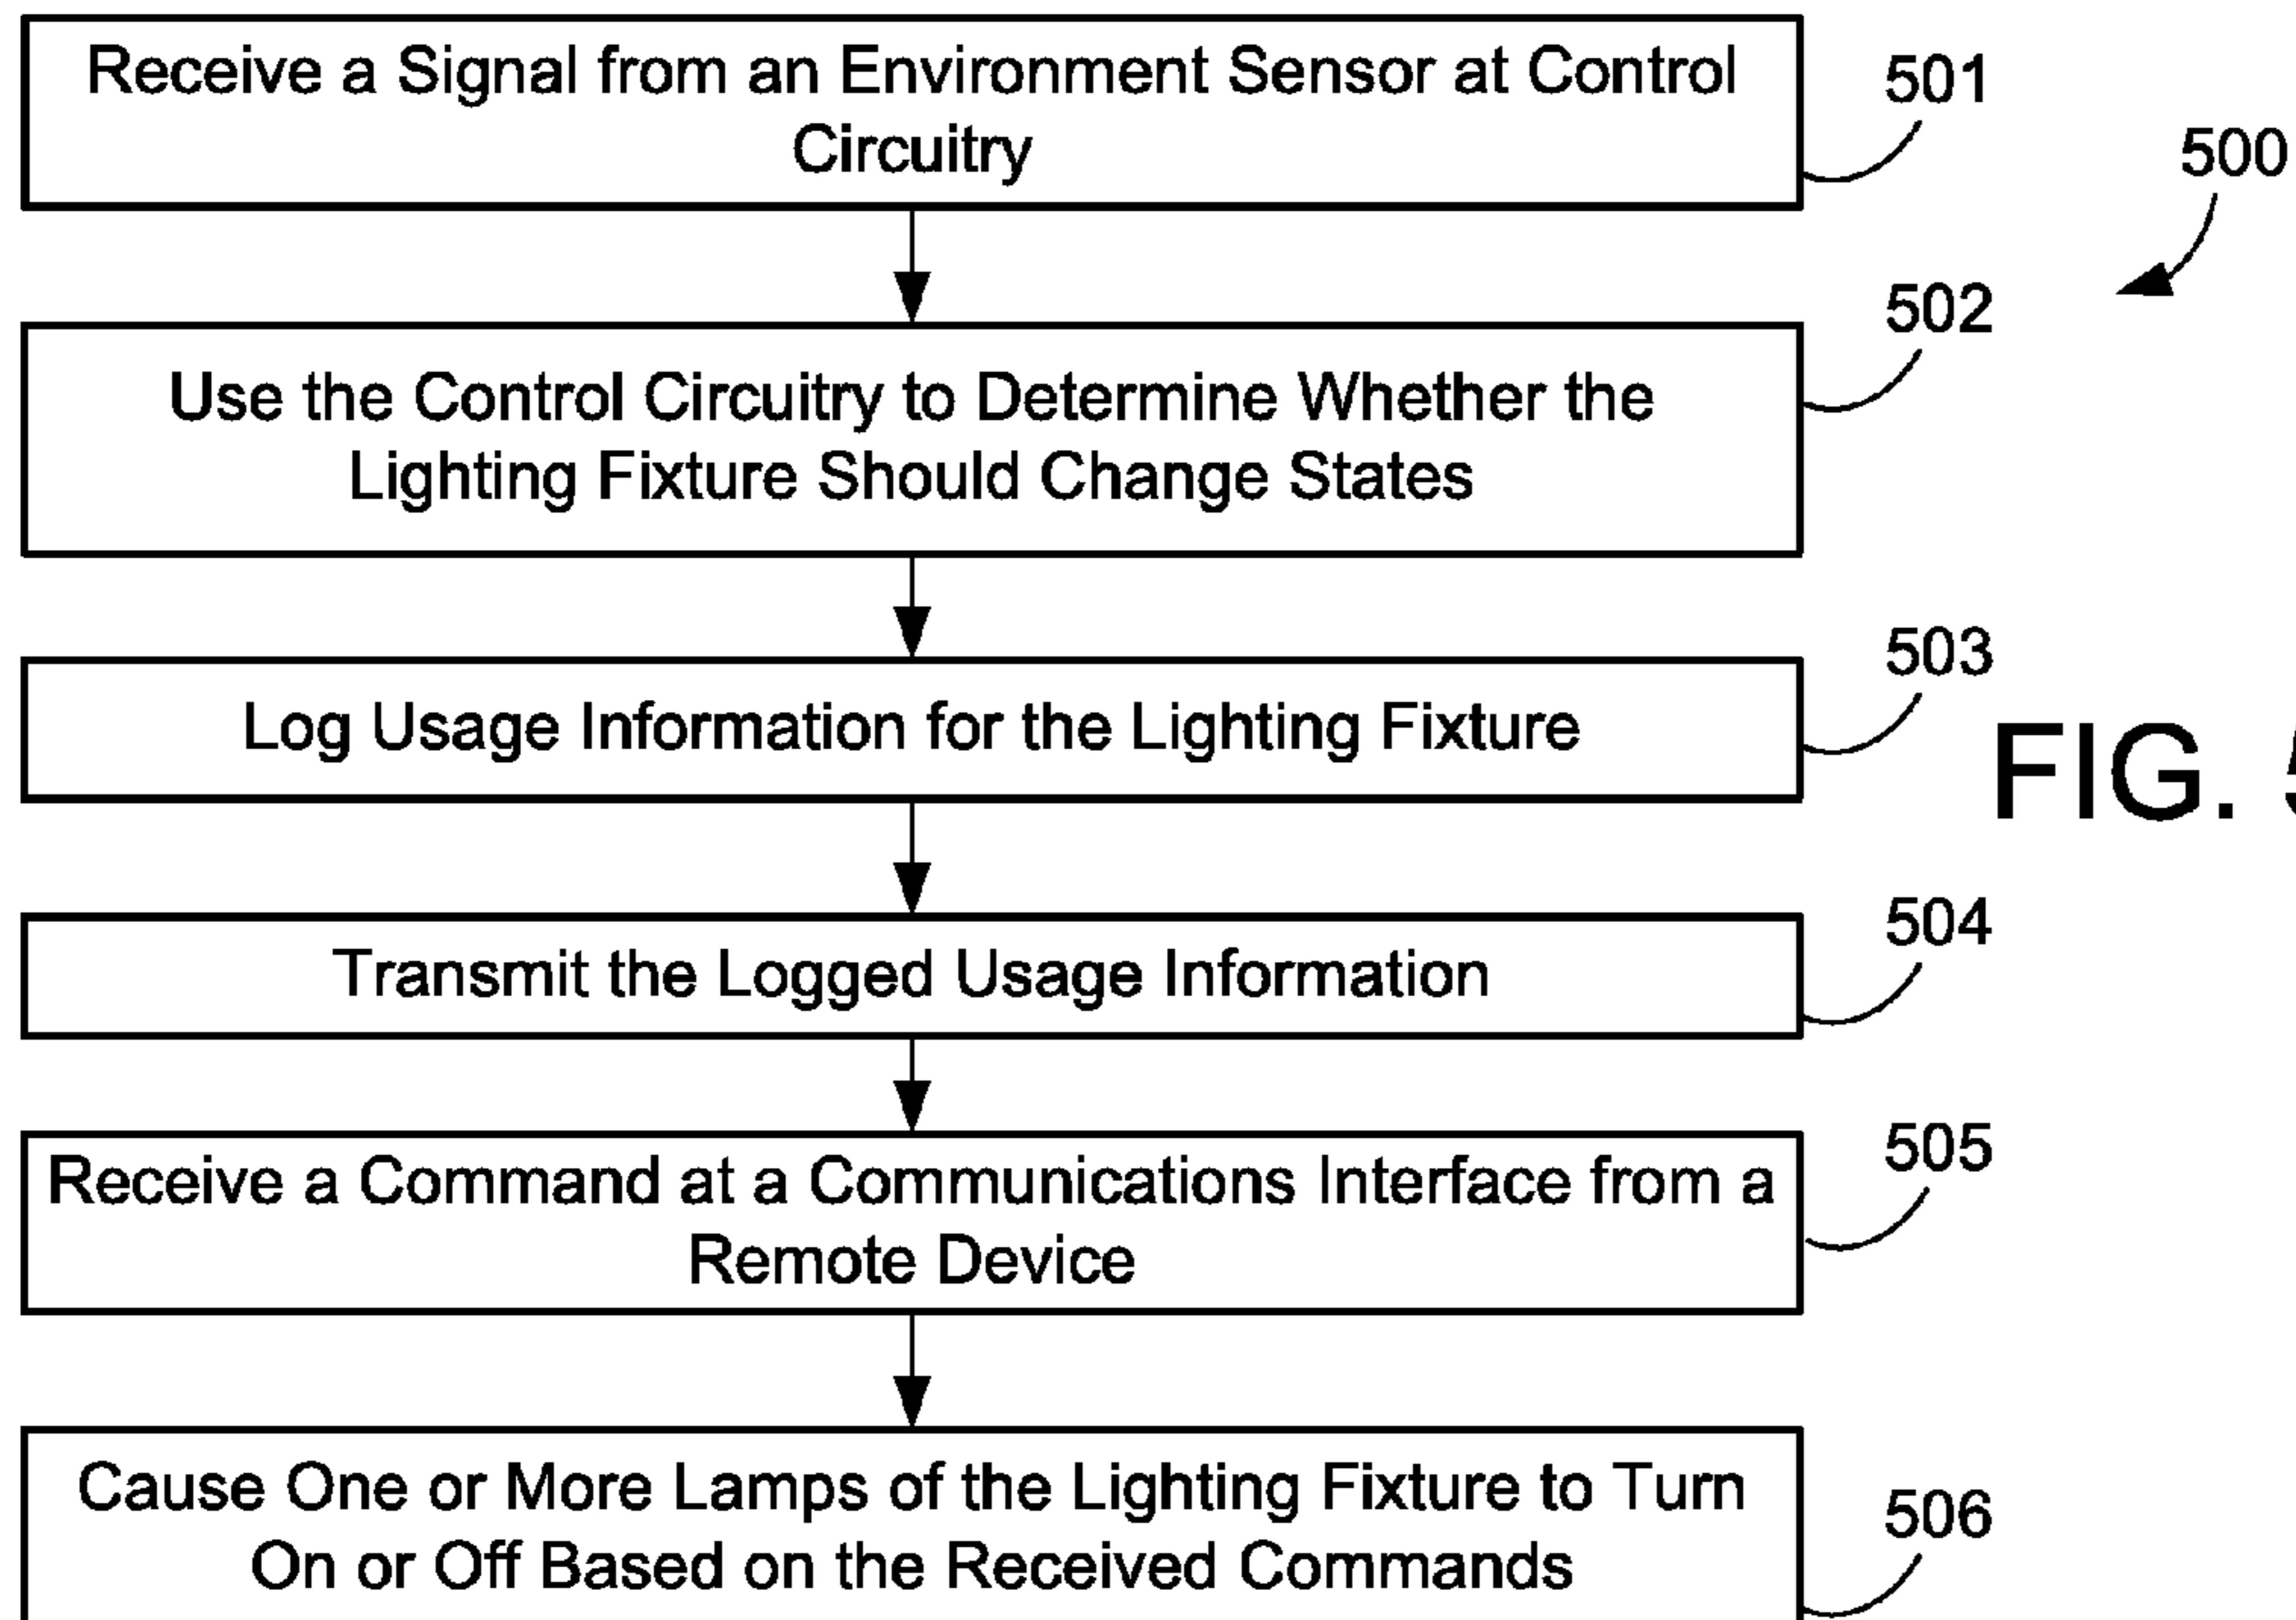 Receive a Signal from an Environment Sensor at Control
Circuitry
501
500
Use the Control Circuitry to Determine Whether the
Lighting Fixture Should Change States
502
Log Usage Information for the Lighting Fixture
503
FIG. 5
Transmit the Logged Usage Information
504
Receive a Command at a Communications Interface from a
Remote Device
505
Cause One or More Lamps of the Lighting Fixture to Turn
On or Off Based on the Received Commands
506